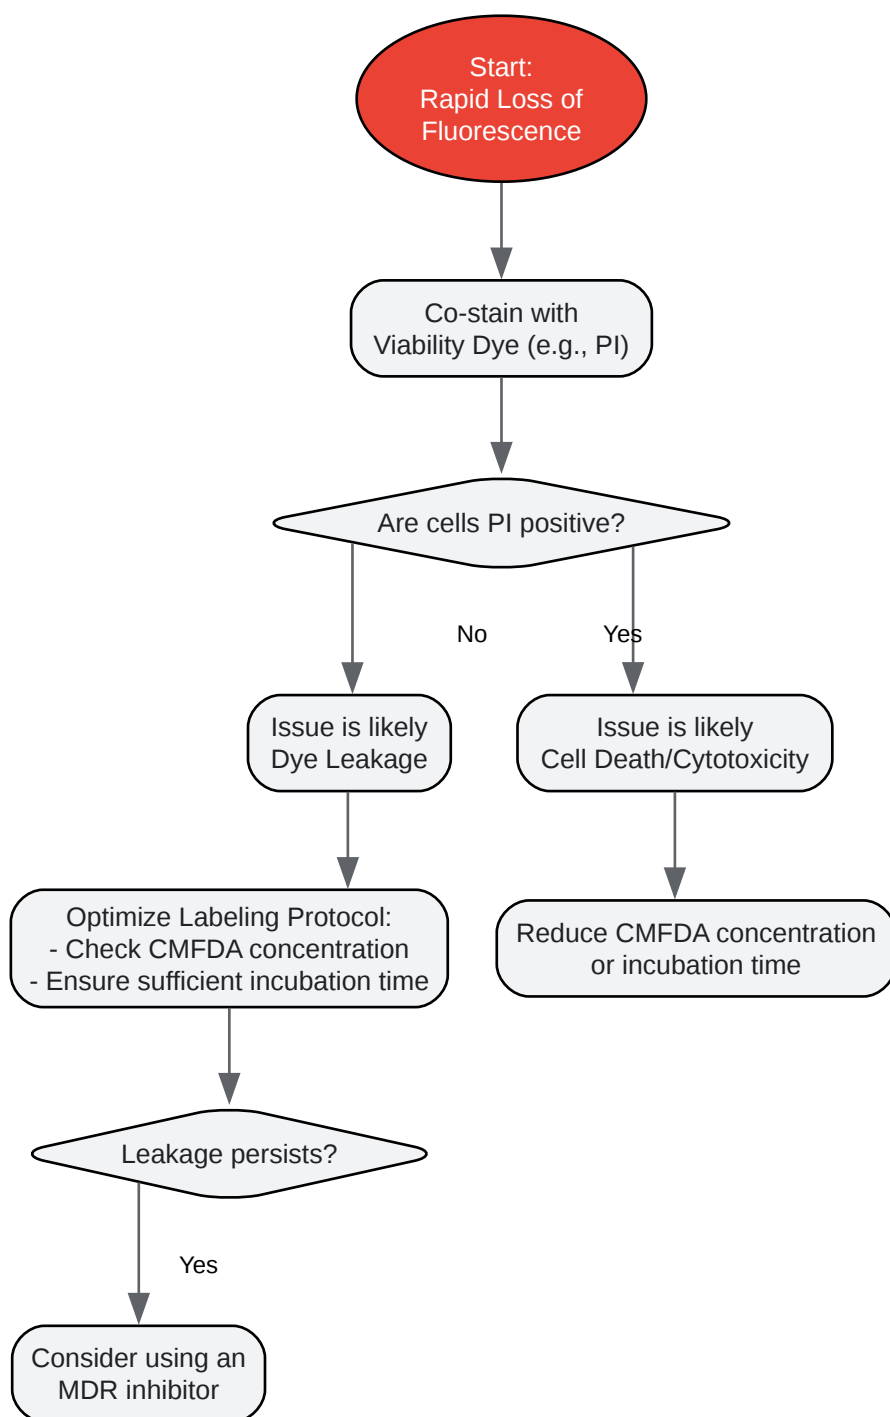 Start:
Rapid Loss of
Fluorescence
Co-stain with
Viability Dye (e.g., PI)
Are cells PI positive?
No
Yes
Issue is likely
Dye Leakage
Issue is likely
Cell Death/Cytotoxicity
Optimize Labeling Protocol:
- Check CMFDA concentration
- Ensure sufficient incubation time
Reduce CMFDA concentration
or incubation time
Leakage persists?
Yes
Consider using an
MDR inhibitor